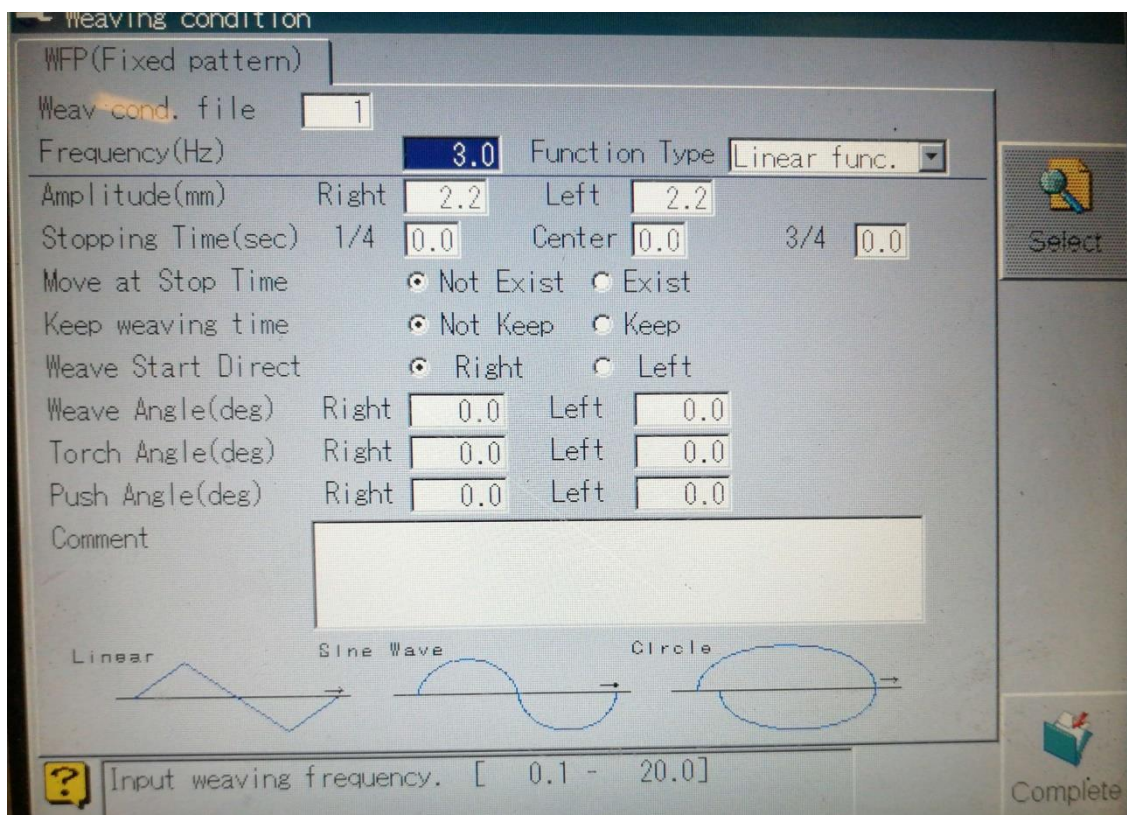 Weaving condition
WFP(Fixed pattern)
Weav cond. file 1
Frequency(Hz) 3.0 Function Type Linear func.
Amplitude(mm) Right 2.2 Left 2.2
Stopping Time(sec) 1/4 0.0 Center 0.0 3/4 0.0
Select
Move at Stop Time Not Exist Exist
Keep weaving time Not Keep Keep
Weave Start Direct Right Left
Weave Angle(deg) Right 0.0 Left 0.0
Torch Angle(deg) Right 0.0 Left 0.0
Push Angle(deg) Right 0.0 Left 0.0
Comment
Linear Sine Wave Circle
Input weaving frequency. [ 0.1 - 20.0]
Complete